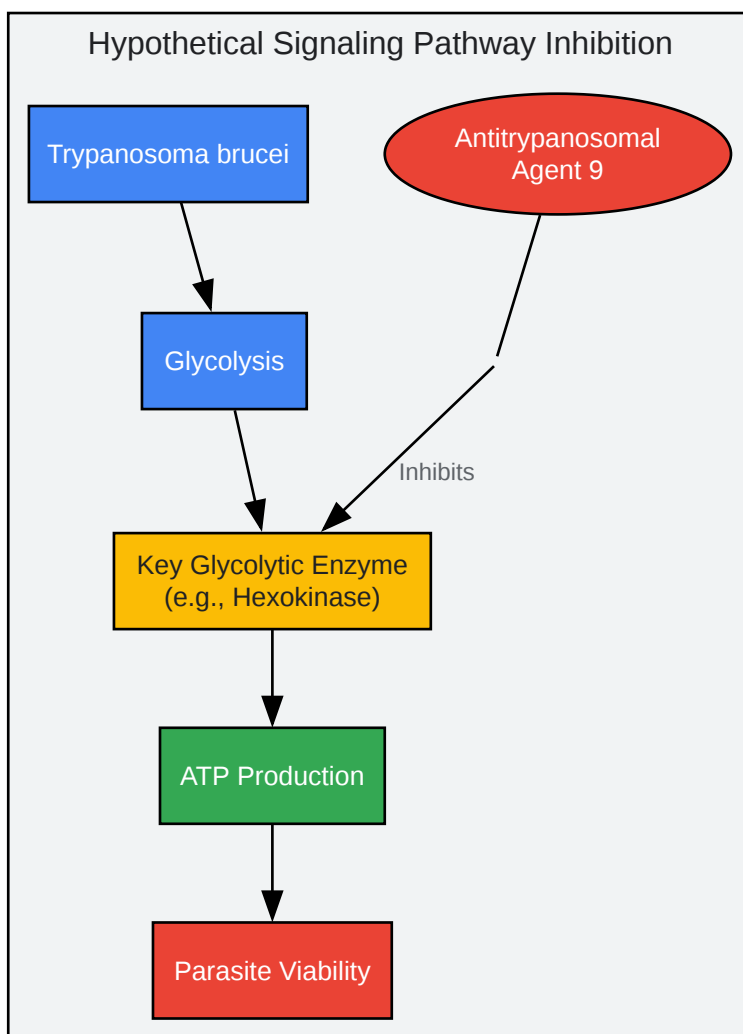 Hypothetical Signaling Pathway Inhibition
Trypanosoma brucei
Antitrypanosomal
Agent 9
Glycolysis
Inhibits
Key Glycolytic Enzyme
(e.g., Hexokinase)
ATP Production
Parasite Viability